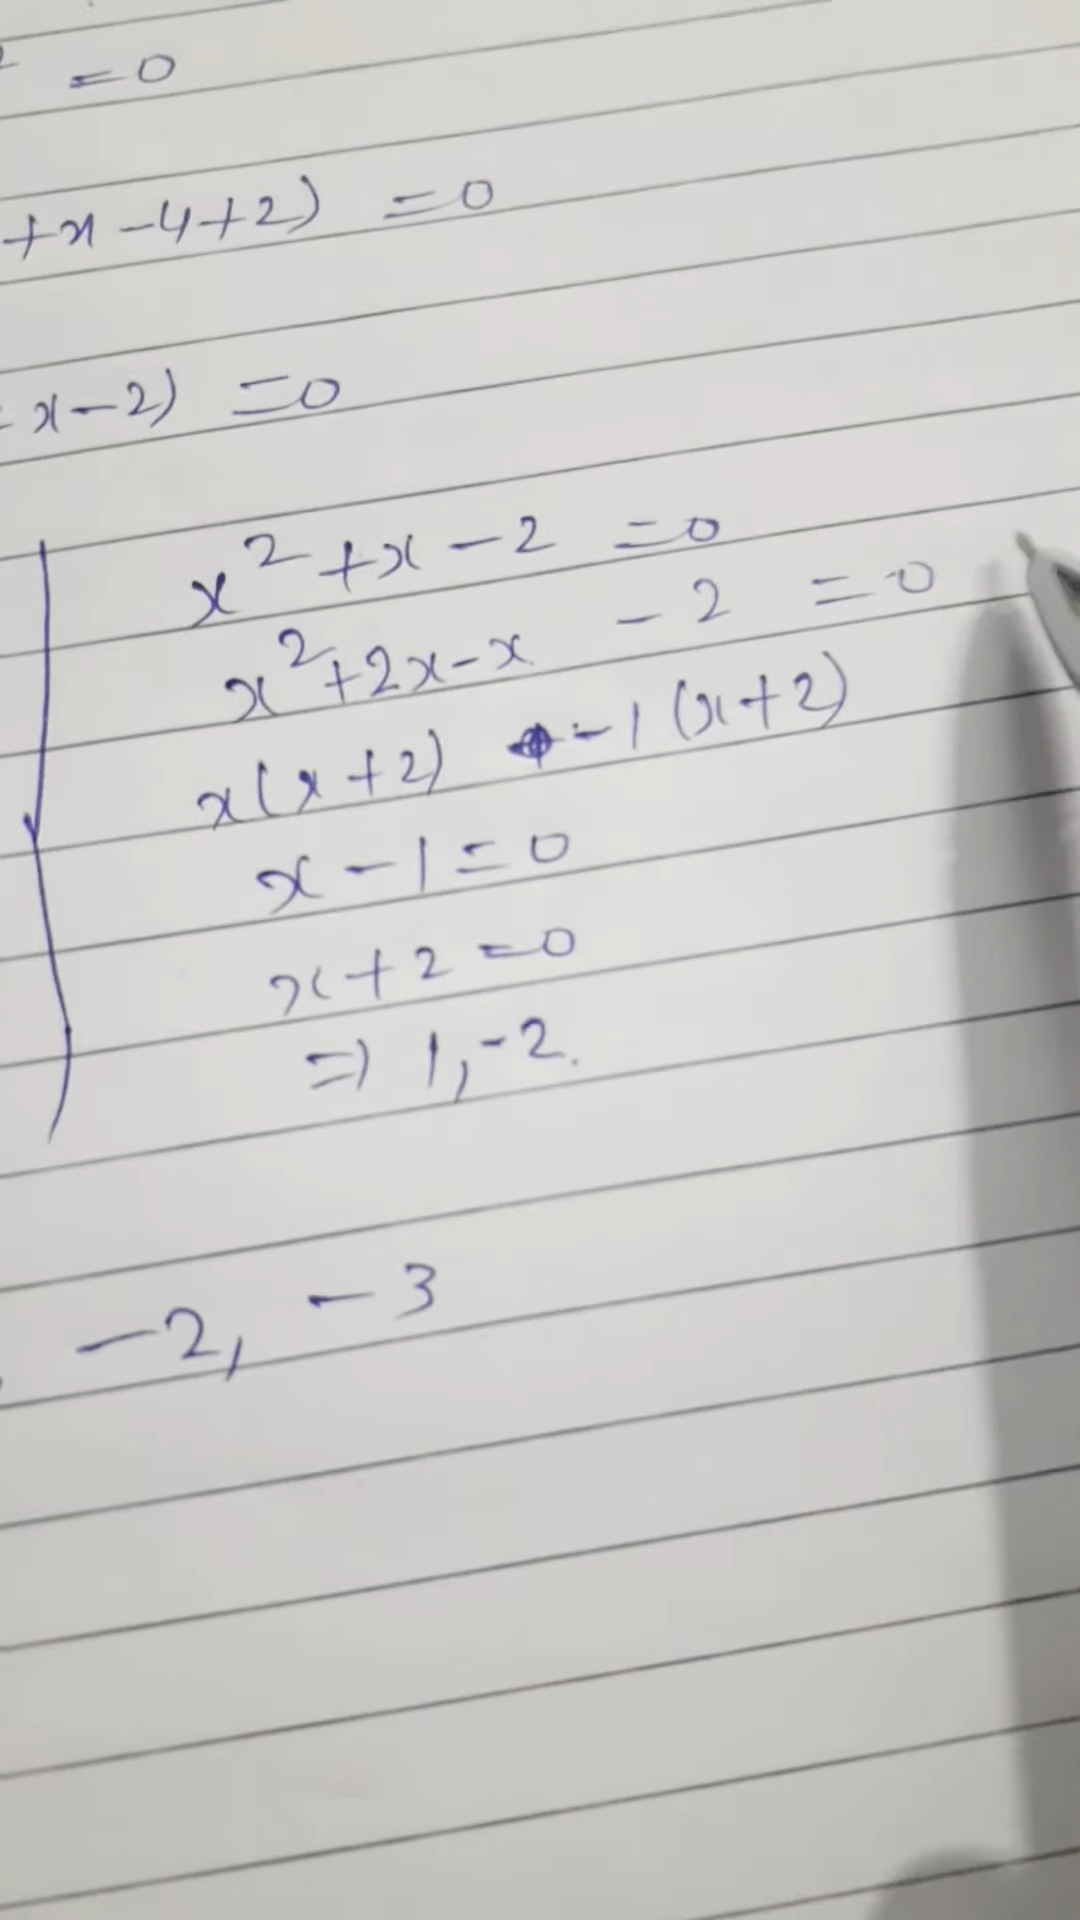 = 0
+x - 4 + 2) = 0
x - 2) = 0
x² + x - 2 = 0
x² + 2x - x - 2 = 0
x(x + 2) - 1 (x + 2)
x - 1 = 0
x + 2 = 0
⇒ 1, -2.
-2, -3